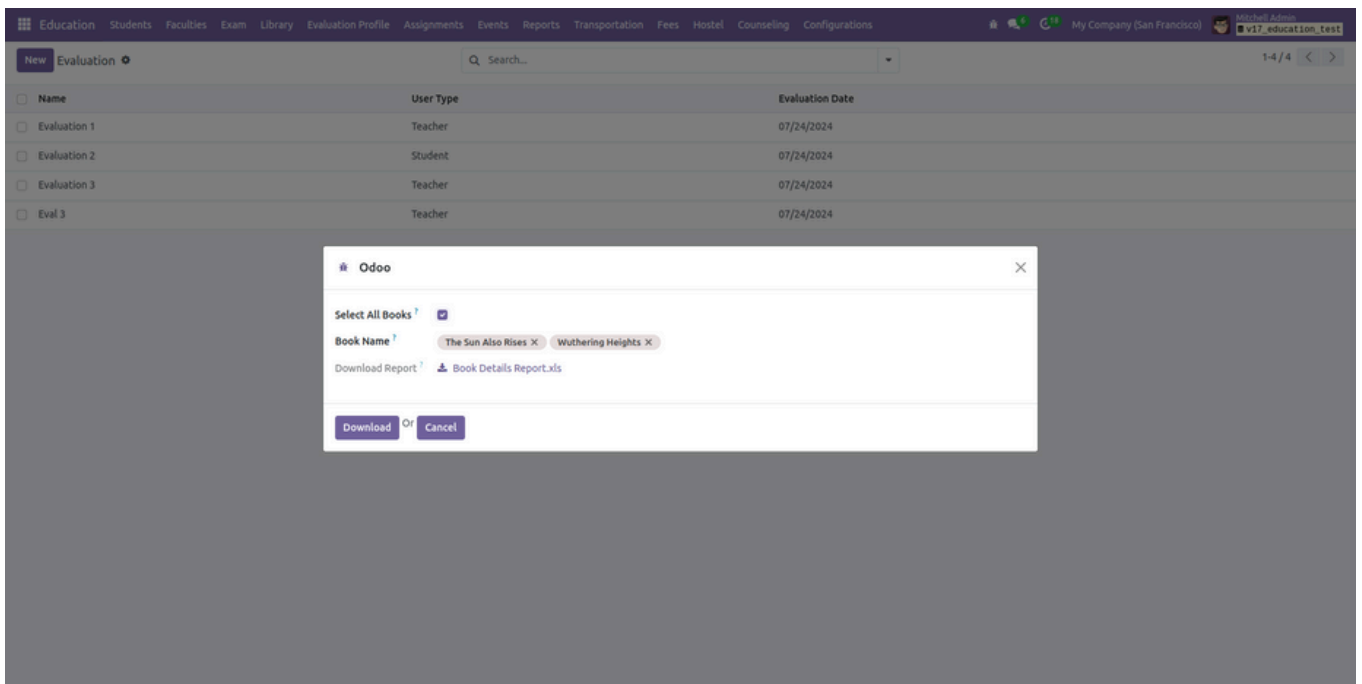 Education Students Faculties Exam Library Evaluation Profile Assignments Events Reports Transportation Fees Hostel Counseling Configurations 6 18 My Company (San Francisco) Mitchell Admin
v17_education_test
New Evaluation Search... 1-4 / 4
Name User Type Evaluation Date
Evaluation 1 Teacher 07/24/2024
Evaluation 2 Student 07/24/2024
Evaluation 3 Teacher 07/24/2024
Eval 3 Teacher 07/24/2024
Odoo
Select All Books ?
Book Name ? The Sun Also Rises Wuthering Heights
Download Report ? Book Details Report.xls
Download Or Cancel